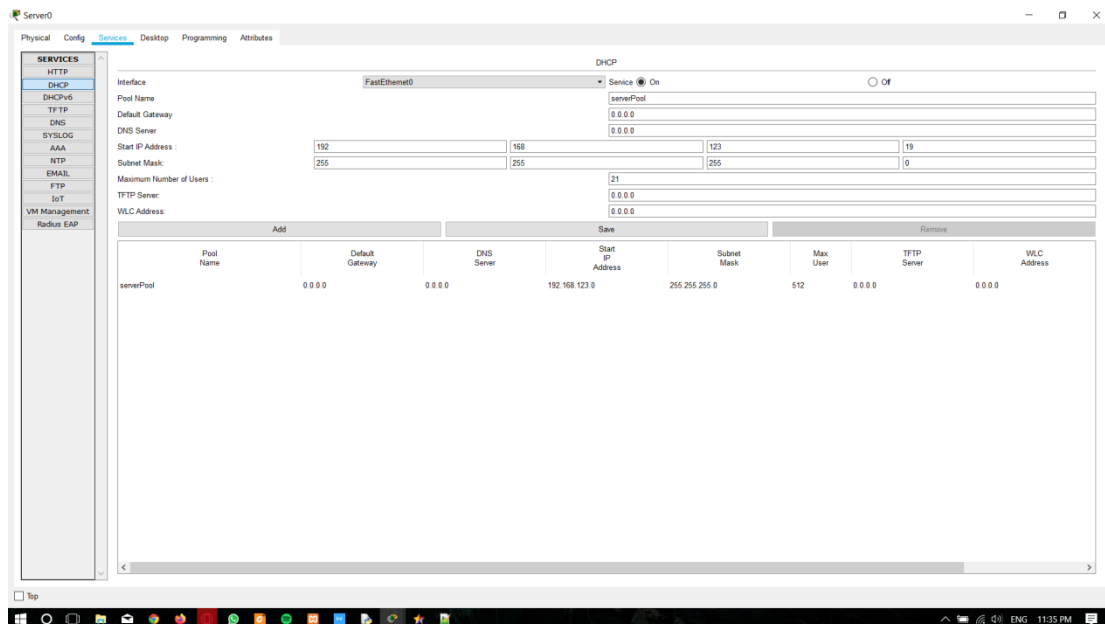 Server0
Physical Config Services Desktop Programming Attributes
SERVICES
HTTP
DHCP
DHCPv6
TFTP
DNS
SYSLOG
AAA
NTP
EMAIL
FTP
IoT
VM Management
Radius EAP
DHCP
Interface FastEthernet0 Service On Off
Pool Name serverPool
Default Gateway 0.0.0.0
DNS Server 0.0.0.0
Start IP Address : 192 168 123 19
Subnet Mask: 255 255 255 0
Maximum Number of Users : 21
TFTP Server: 0.0.0.0
WLC Address: 0.0.0.0
Add Save Remove
Pool Name Default Gateway DNS Server Start IP Address Subnet Mask Max User TFTP Server WLC Address
serverPool 0.0.0.0 0.0.0.0 192.168.123.0 255.255.255.0 512 0.0.0.0 0.0.0.0
Top
ENG 11:35 PM